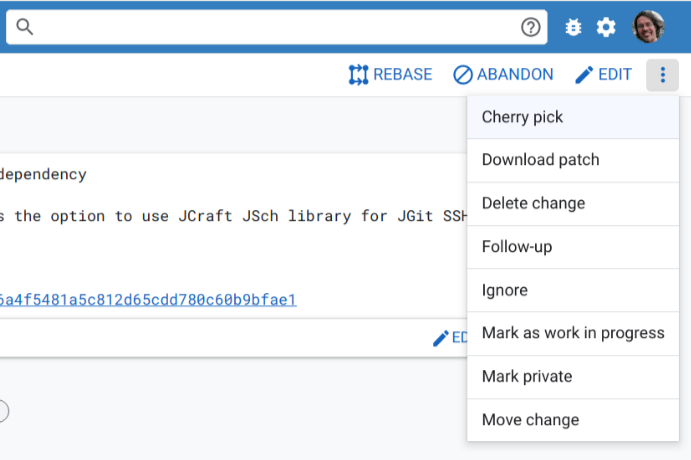 REBASE ABANDON EDIT
Cherry pick
Download patch
Delete change
Follow-up
Ignore
Mark as work in progress
Mark private
Move change
dependency
s the option to use JCraft JSch library for JGit SSH
6a4f5481a5c812d65cdd780c60b9bfae1
ED